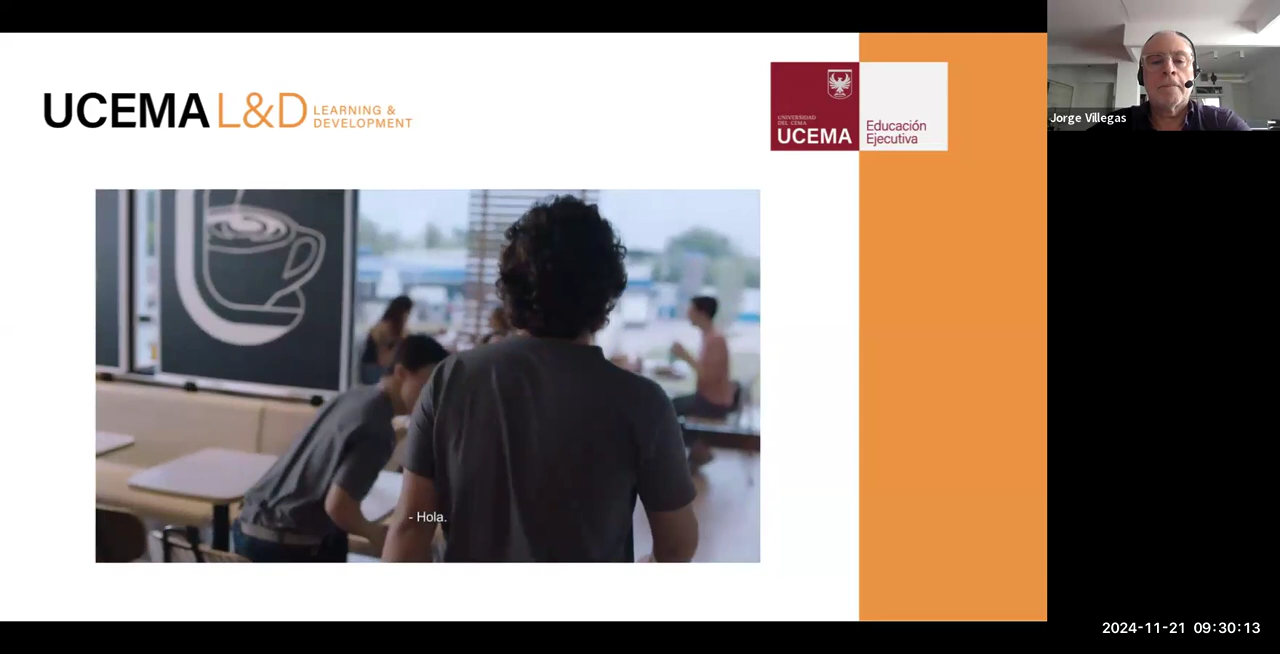 UCEMA L&D LEARNING &
DEVELOPMENT
UNIVERSIDAD
DEL CEMA
UCEMA
Educación
Ejecutiva
- Hola.
Jorge Villegas
2024-11-21 09:30:13